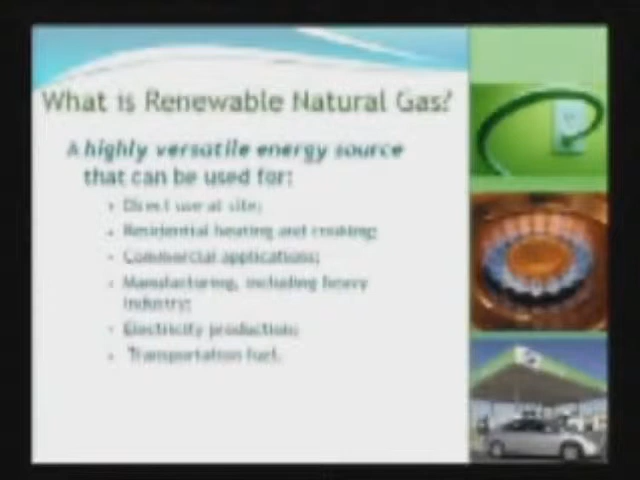 What is Renewable Natural Gas?
A highly versatile energy source
that can be used for:
Direct use at site;
Residential heating and cooking;
Commercial applications;
Manufacturing, including heavy
industry;
Electricity production;
Transportation fuel.